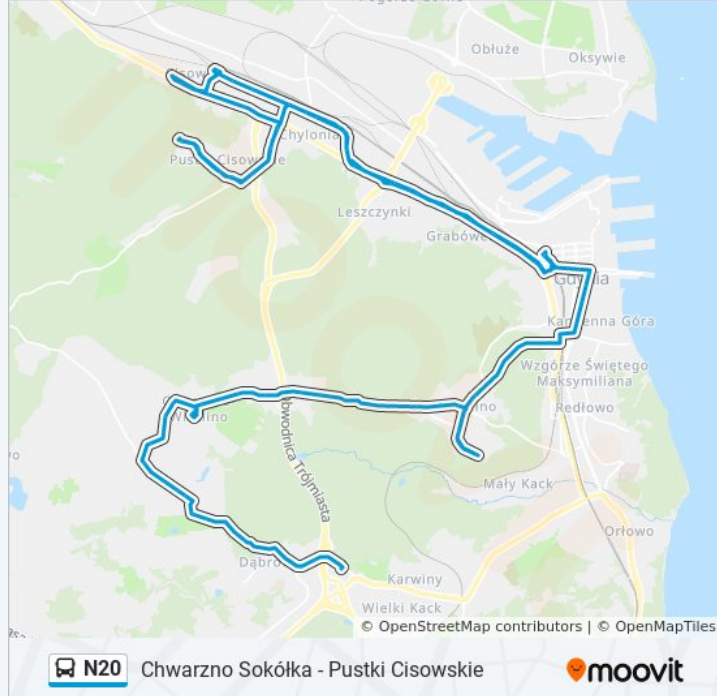 Obłuże
Oksywie
Cisowa
Chylonia
Pustki Cisowskie
Leszczynki
Grabówek
Gdynia
Kamienna Góra
Wzgórze Świętego
Maksymiliana
Redłowo
Obwodnica Trójmiasta
Mały Kack
Orłowo
Karwiny
Wielki Kack
© OpenStreetMap contributors | © OpenMapTiles
N20 Chwarzno Sokółka - Pustki Cisowskie
moovit